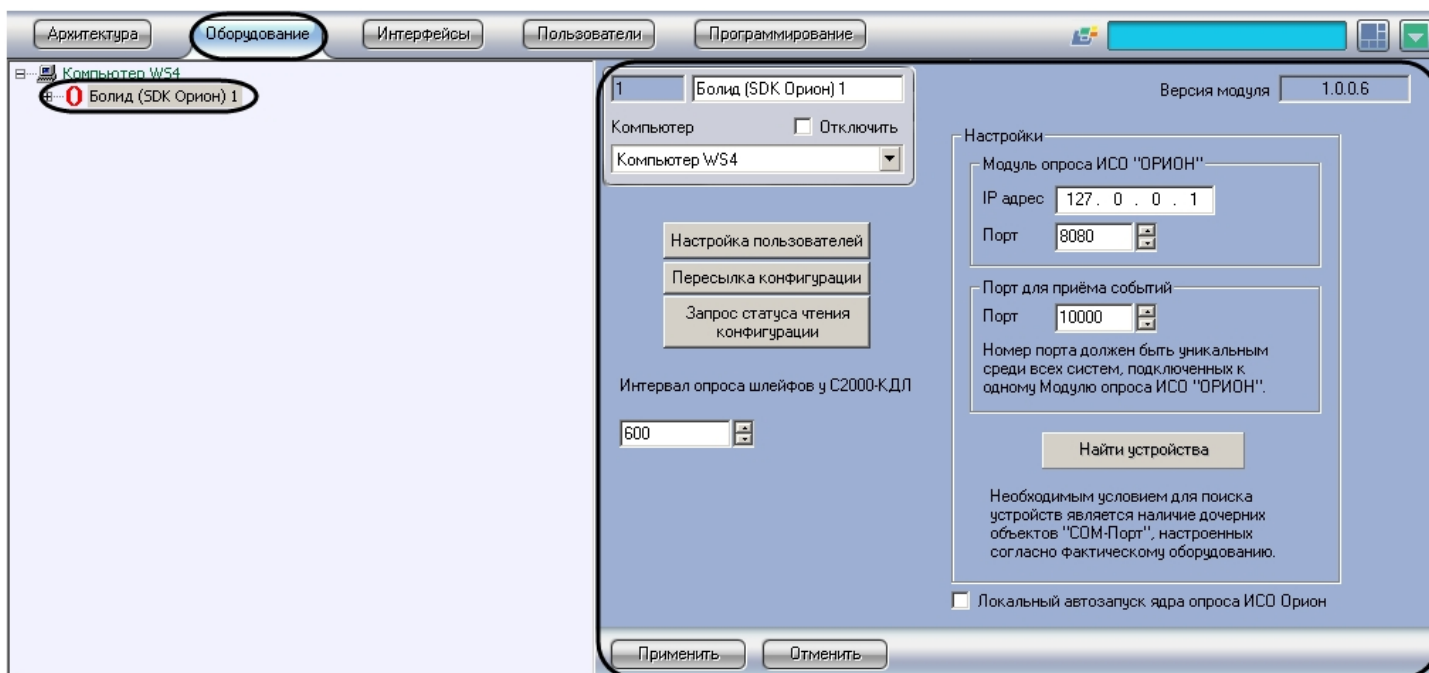 Архитектура Оборудование Интерфейсы Пользователи Программирование
Компьютер WS4
Болид (SDK Орион) 1
1 Болид (SDK Орион) 1
Компьютер Отключить
Компьютер WS4
Настройка пользователей
Пересылка конфигурации
Запрос статуса чтения
конфигурации
Интервал опроса шлейфов у С2000-КДЛ
600
Версия модуля 1.0.0.6
Настройки
Модуль опроса ИСО "ОРИОН"
IP адрес 127. 0 . 0 . 1
Порт 8080
Порт для приёма событий
Порт 10000
Номер порта должен быть уникальным
среди всех систем, подключенных к
одному Модулю опроса ИСО "ОРИОН".
Найти устройства
Необходимым условием для поиска
устройств является наличие дочерних
объектов "СОМ-Порт", настроенных
согласно фактическому оборудованию.
Локальный автозапуск ядра опроса ИСО Орион
Применить Отменить